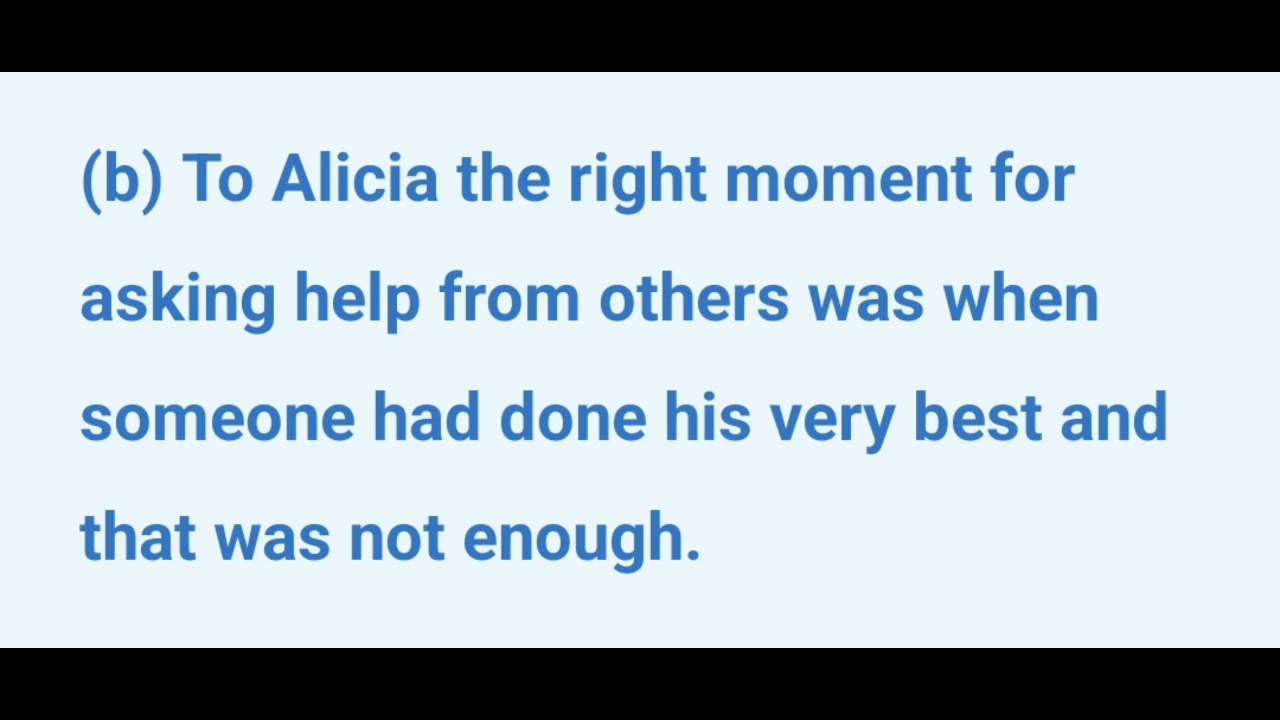 (b) To Alicia the right moment for
asking help from others was when
someone had done his very best and
that was not enough.